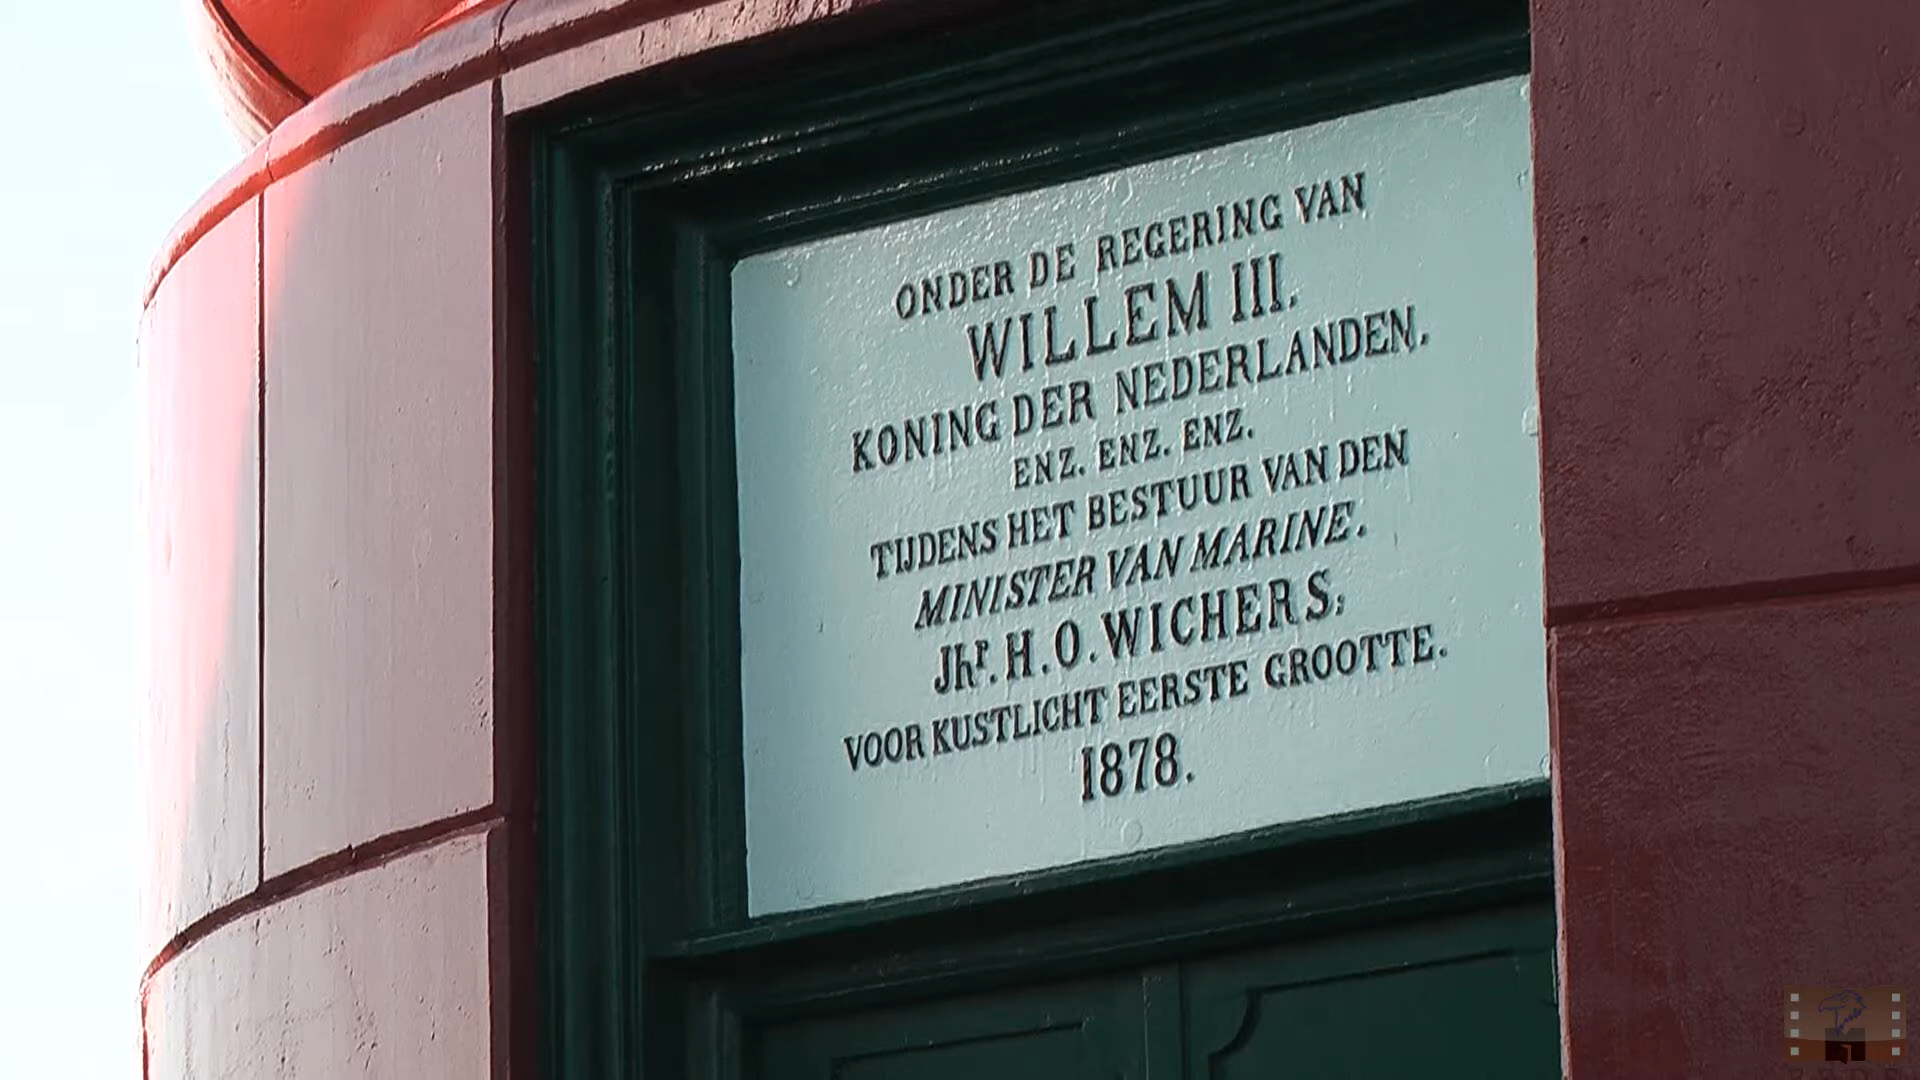 ONDER DE REGERING VAN
WILLEM III.
KONING DER NEDERLANDEN.
ENZ. ENZ. ENZ.
TIJDENS HET BESTUUR VAN DEN
MINISTER VAN MARINE.
Jhr. H. O. WICHERS;
VOOR KUSTLICHT EERSTE GROOTTE.
1878.